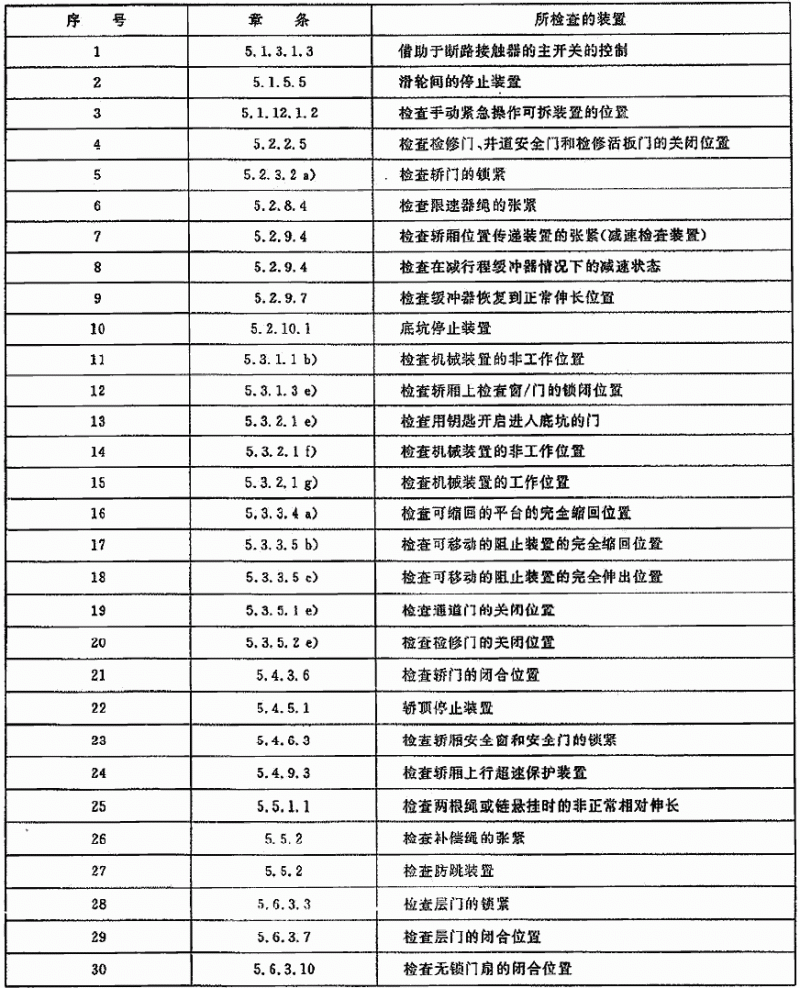 序 号 章 条 所检查的装置
1 5.1.3.1.3 借助于断路接触器的主开关的控制
2 5.1.5.5 滑轮间的停止装置
3 5.1.12.1.2 检查手动紧急操作可拆装置的位置
4 5.2.2.5 检查检修门、井道安全门和检修活板门的关闭位置
5 5.2.3.2 a) 检查轿门的锁紧
6 5.2.8.4 检查限速器绳的张紧
7 5.2.9.4 检查轿厢位置传递装置的张紧(减速检查装置)
8 5.2.9.4 检查在减行程缓冲器情况下的减速状态
9 5.2.9.7 检查缓冲器恢复到正常伸长位置
10 5.2.10.1 底坑停止装置
11 5.3.1.1 b) 检查机械装置的非工作位置
12 5.3.1.3 e) 检查轿厢上检查窗/门的锁闭位置
13 5.3.2.1 e) 检查用钥匙开启进入底坑的门
14 5.3.2.1 f) 检查机械装置的非工作位置
15 5.3.2.1 g) 检查机械装置的工作位置
16 5.3.3.4 a) 检查可缩回的平台的完全缩回位置
17 5.3.3.5 b) 检查可移动的阻止装置的完全缩回位置
18 5.3.3.5 c) 检查可移动的阻止装置的完全伸出位置
19 5.3.5.1 e) 检查通道门的关闭位置
20 5.3.5.2 e) 检查检修门的关闭位置
21 5.4.3.6 检查轿门的闭合位置
22 5.4.5.1 轿顶停止装置
23 5.4.6.3 检查轿厢安全窗和安全门的锁紧
24 5.4.9.3 检查轿厢上行超速保护装置
25 5.5.1.1 检查两根绳或链悬挂时的非正常相对伸长
26 5.5.2 检查补偿绳的张紧
27 5.5.2 检查防跳装置
28 5.6.3.3 检查层门的锁紧
29 5.6.3.7 检查层门的闭合位置
30 5.6.3.10 检查无锁门扇的闭合位置